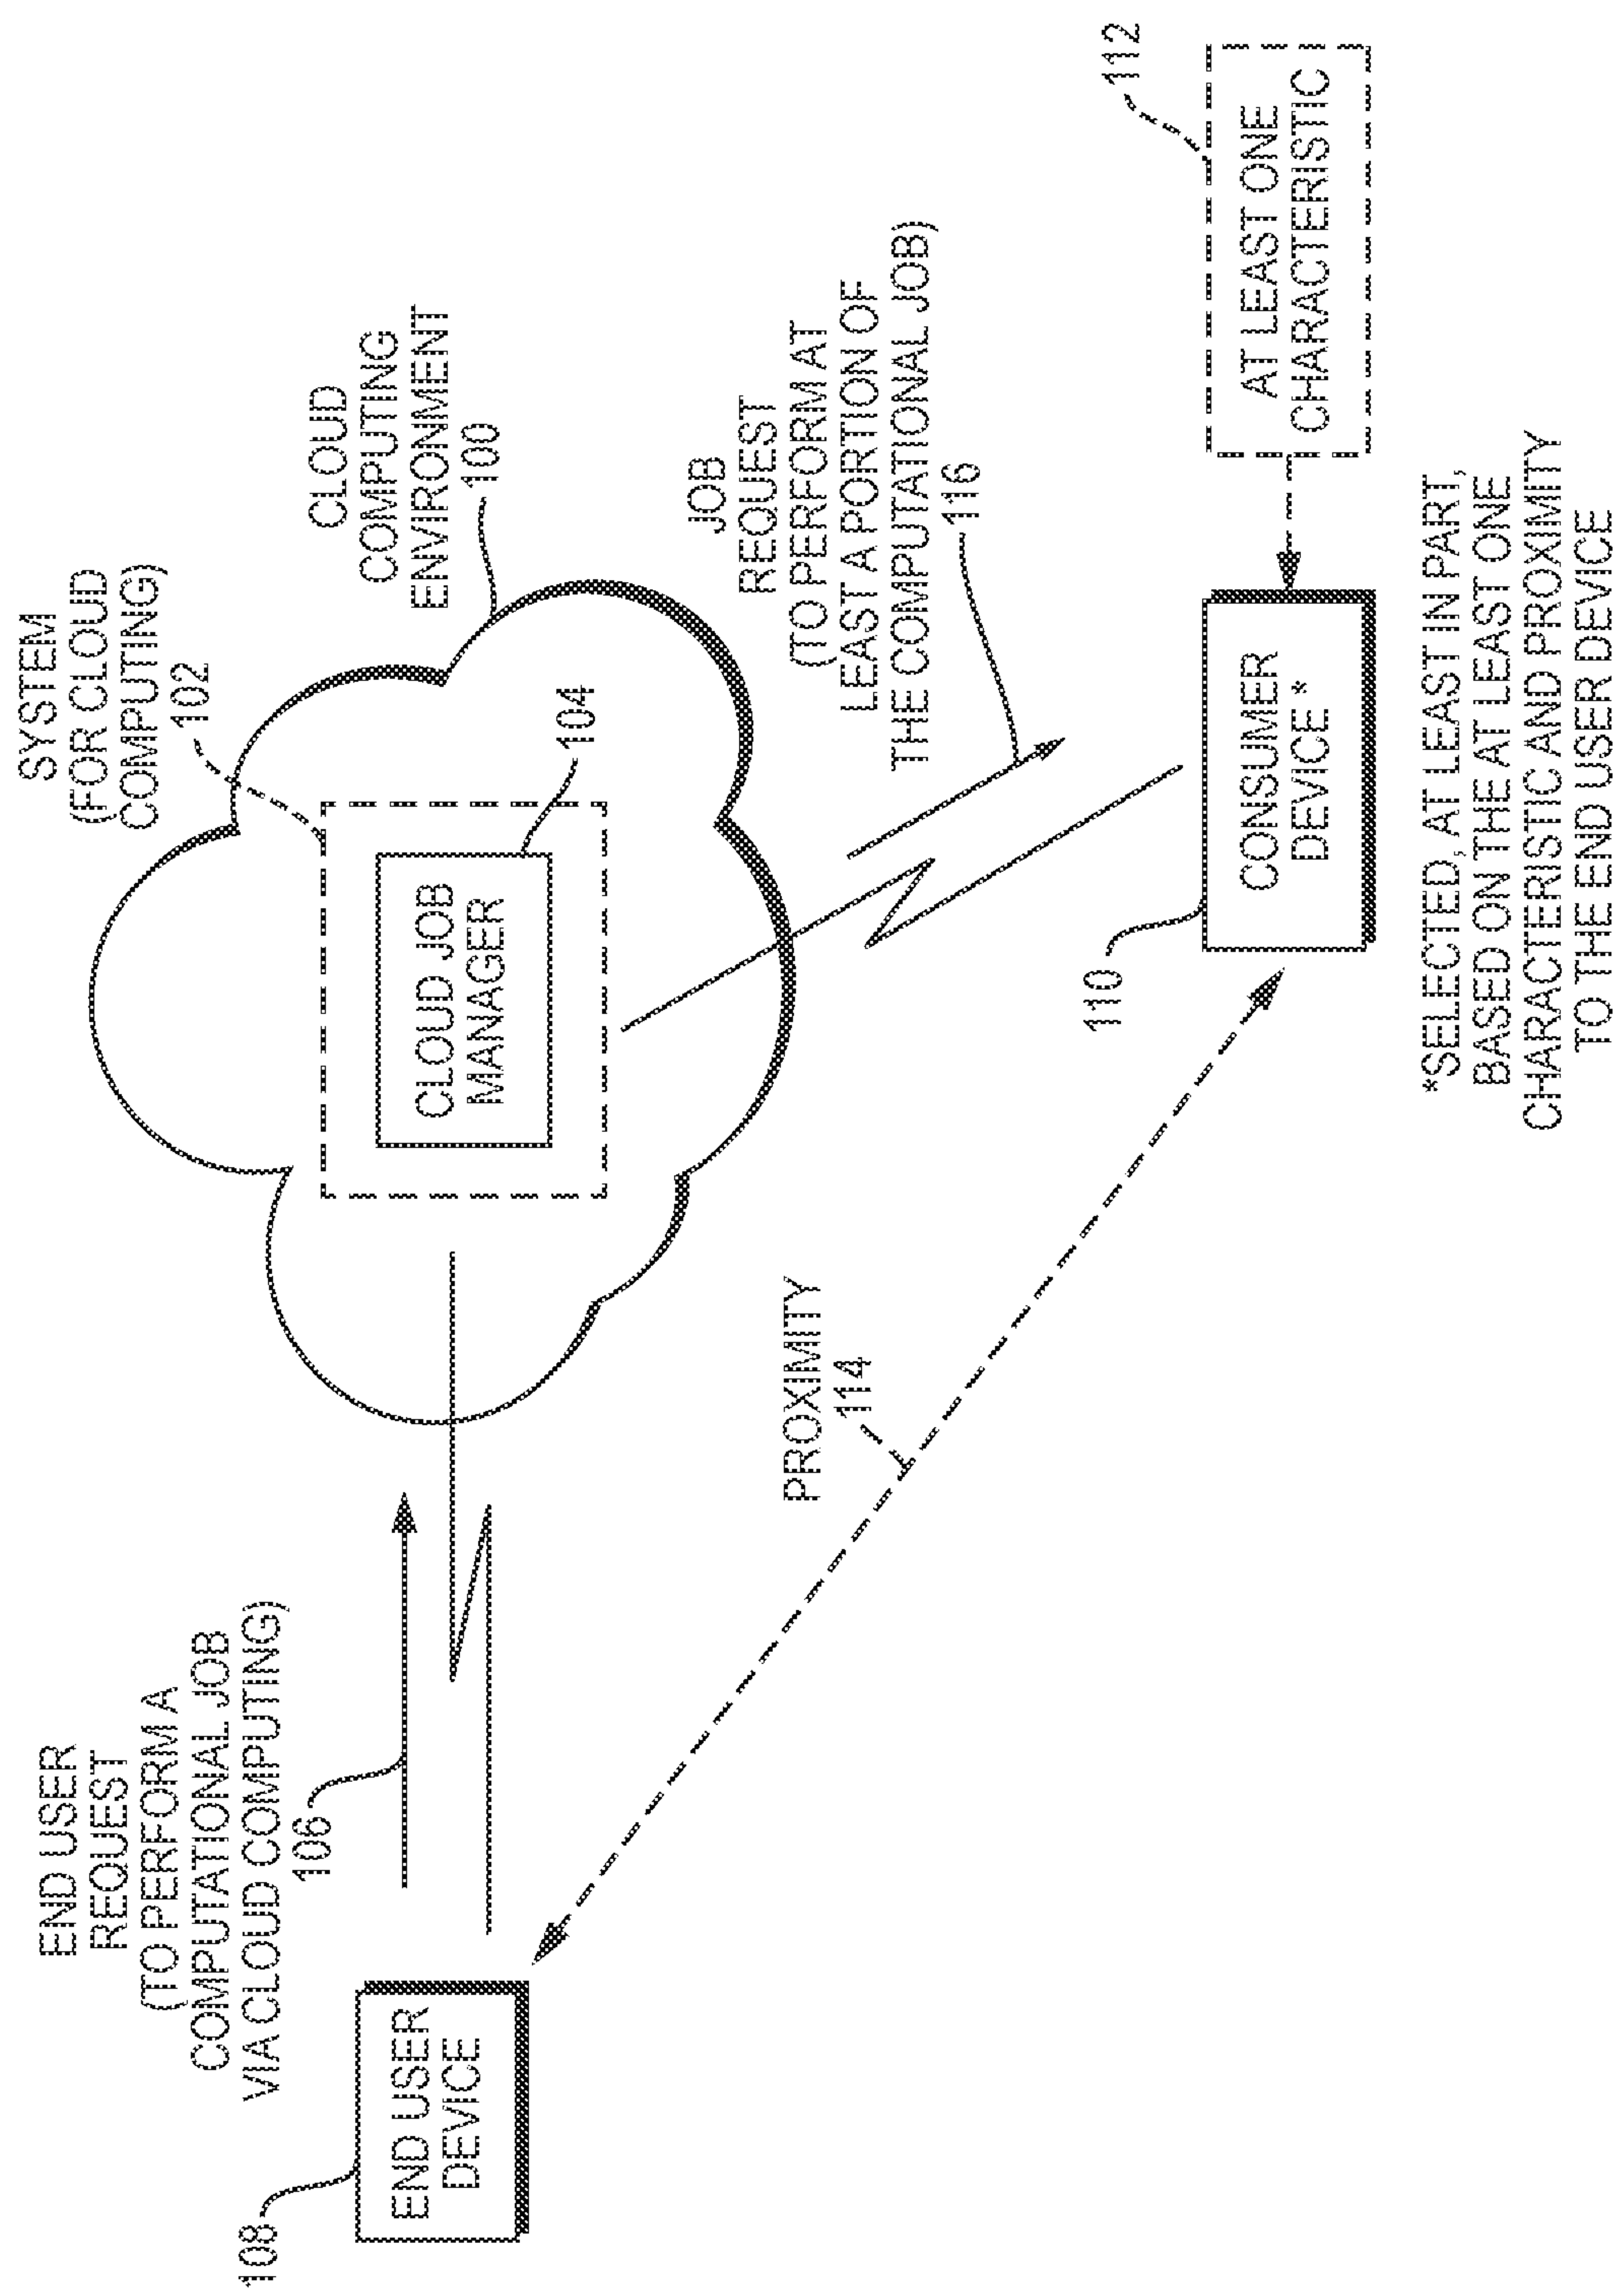 SYSTEM
(FOR CLOUD
COMPUTING)
102
CLOUD
COMPUTING
ENVIRONMENT
100
END USER
REQUEST
(TO PERFORM A
COMPUTATIONAL JOB
VIA CLOUD COMPUTING)
106
CLOUD JOB
MANAGER
104
108
END USER
DEVICE
JOB
REQUEST
(TO PERFORM AT
LEAST A PORTION OF
THE COMPUTATIONAL JOB)
116
PROXIMITY
114
110
CONSUMER
DEVICE*
112
AT LEAST ONE
CHARACTERISTIC
*SELECTED, AT LEAST IN PART,
BASED ON THE AT LEAST ONE
CHARACTERISTIC AND PROXIMITY
TO THE END USER DEVICE